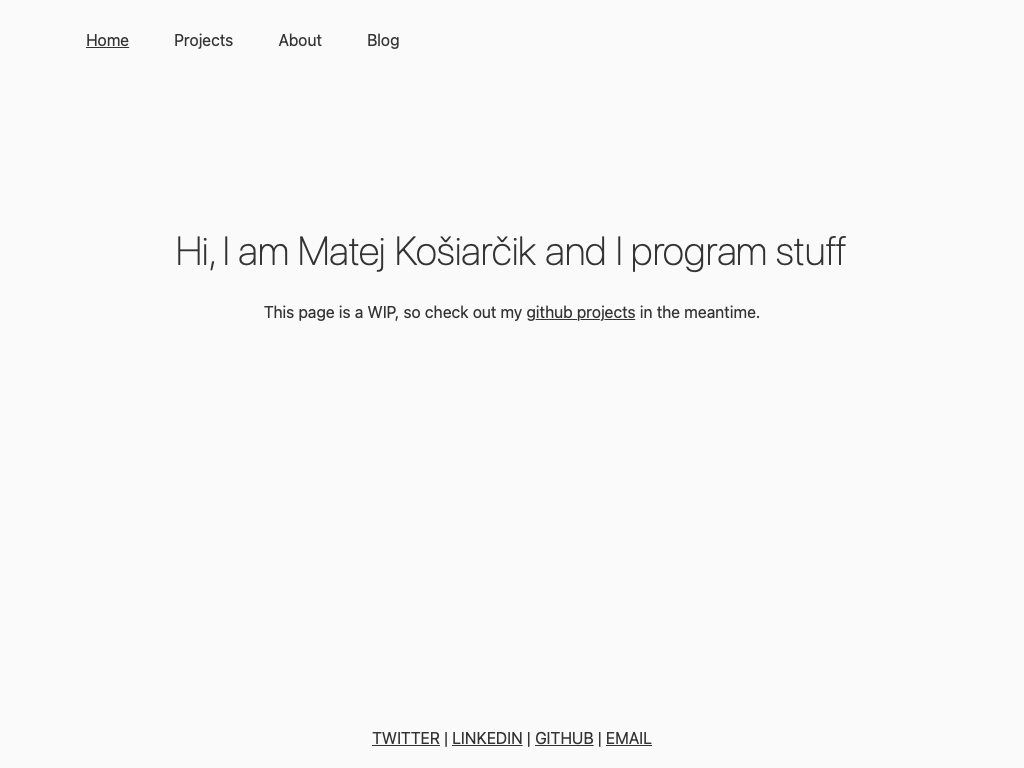 Home Projects About Blog
Hi, I am Matej Košiarčik and I program stuff
This page is a WIP, so check out my github projects in the meantime.
TWITTER | LINKEDIN | GITHUB | EMAIL